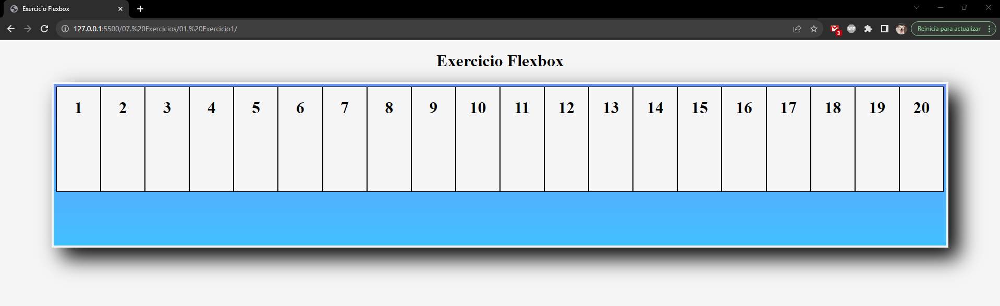 Exercicio Flexbox
127.0.0.1:5500/07.%20Exercicios/01.%20Exercicio1/
3
ABP
Reinicia para actualizar
Exercicio Flexbox
1 2 3 4 5 6 7 8 9 10 11 12 13 14 15 16 17 18 19 20